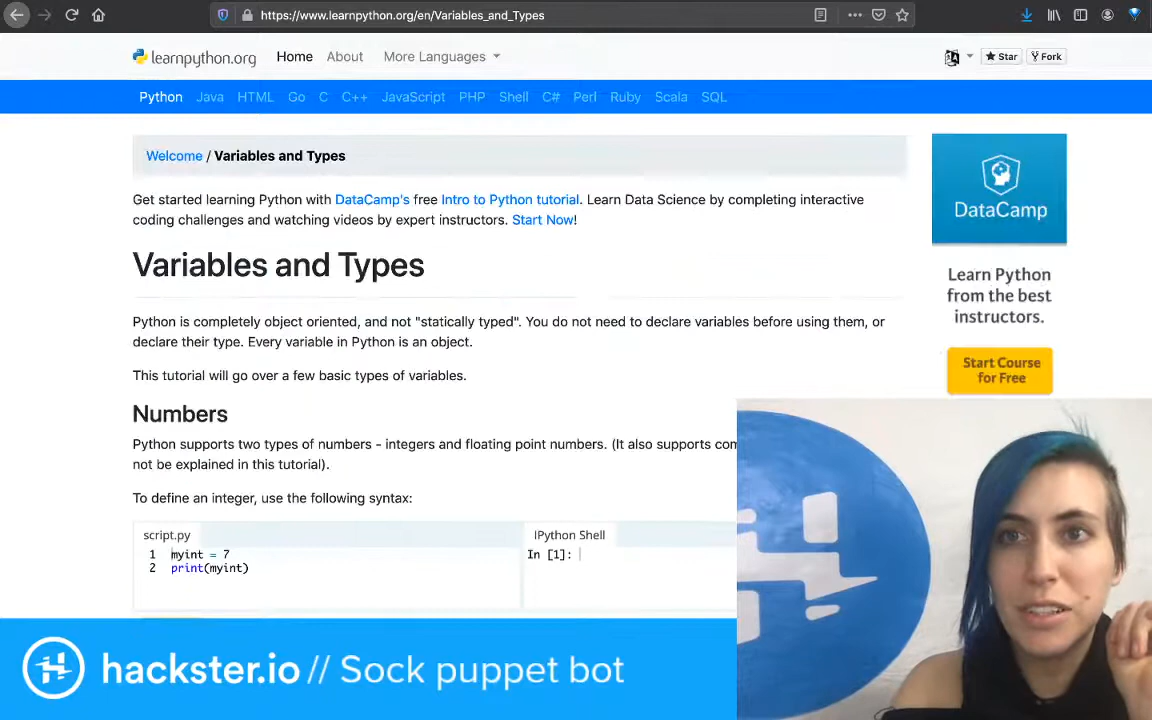 https://www.learnpython.org/en/Variables_and_Types
learnpython.org Home About More Languages Star Fork
Python Java HTML Go C C++ JavaScript PHP Shell C# Perl Ruby Scala SQL
Welcome / Variables and Types
Get started learning Python with DataCamp's free Intro to Python tutorial. Learn Data Science by completing interactive
coding challenges and watching videos by expert instructors. Start Now!
DataCamp
Learn Python
from the best
instructors.
Start Course
for Free
Variables and Types
Python is completely object oriented, and not "statically typed". You do not need to declare variables before using them, or
declare their type. Every variable in Python is an object.
This tutorial will go over a few basic types of variables.
Numbers
Python supports two types of numbers - integers and floating point numbers. (It also supports
not be explained in this tutorial).
To define an integer, use the following syntax:
script.py
1 myint = 7
2 print(myint)
IPython Shell
In [1]:
hackster.io // Sock puppet bot